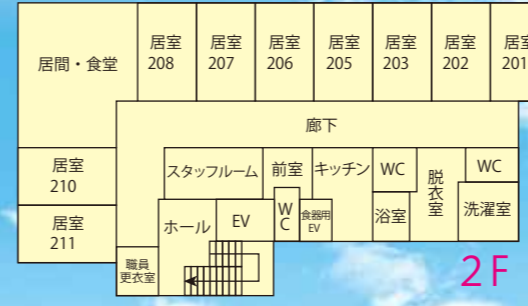 居間・食堂
居室
208
居室
207
居室
206
居室
205
居室
203
居室
202
居室
201
廊下
居室
210
居室
211
スタッフルーム
前室
キッチン
WC
脱衣室
WC
ホール
EV
WC
食器用
EV
浴室
洗濯室
職員
更衣室
2F